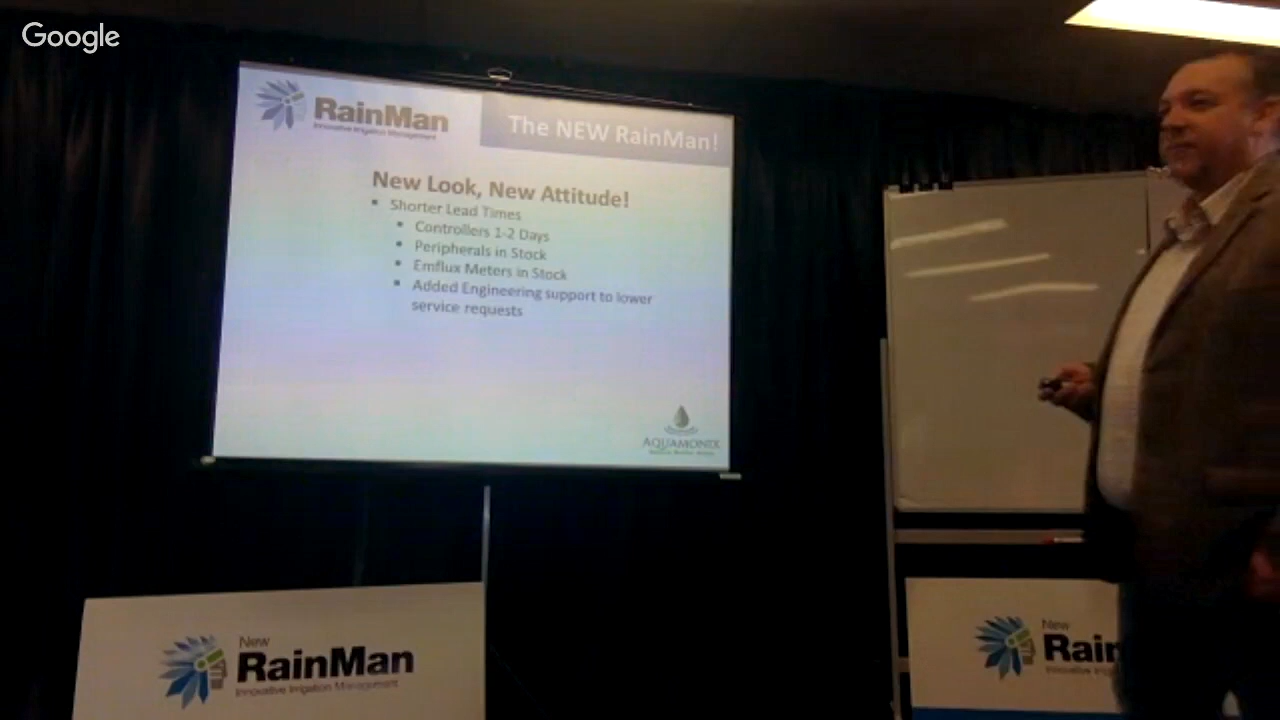 Google
RainMan
Innovative Irrigation Management
The NEW RainMan!
New Look, New Attitude!
Shorter Lead Times
Controllers 1-2 Days
Peripherals in Stock
Emflux Meters in Stock
Added Engineering support to lower
service requests
AQUAMONIX
New
RainMan
Innovative Irrigation Management
New
Rain
Innovative Irrig